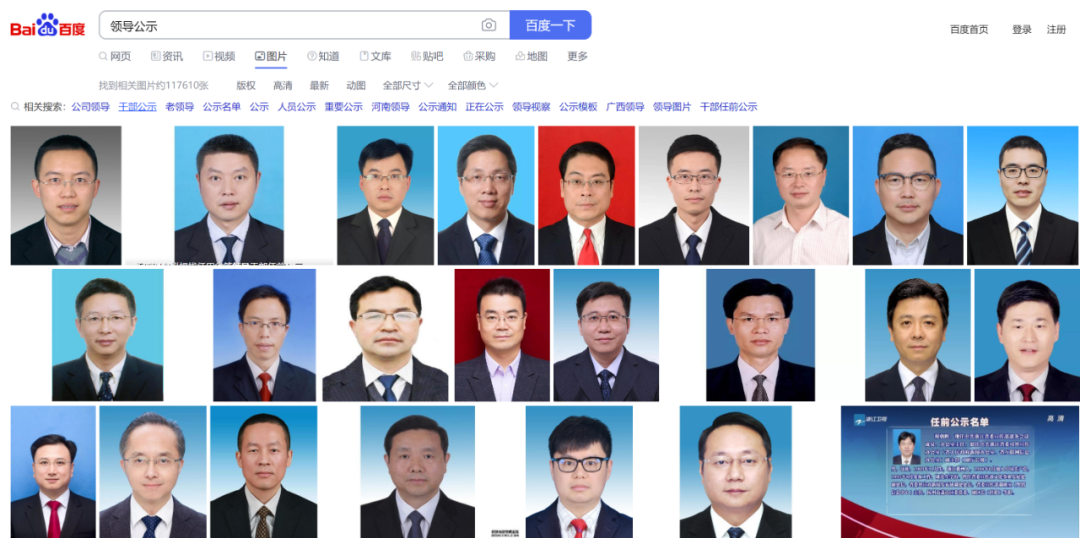 Bai du 百度
领导公示
百度一下
百度首页 登录 注册
网页 资讯 视频 图片 知道 文库 贴吧 采购 地图 更多
找到相关图片约117610张 版权 高清 最新 动图 全部尺寸 全部颜色
相关搜索： 公司领导 干部公示 老领导 公示名单 公示 人员公示 重要公示 河南领导 公示通知 正在公示 领导视察 公示模板 广西领导 领导图片 干部任前公示
浙江卫视
高清
任前公示名单